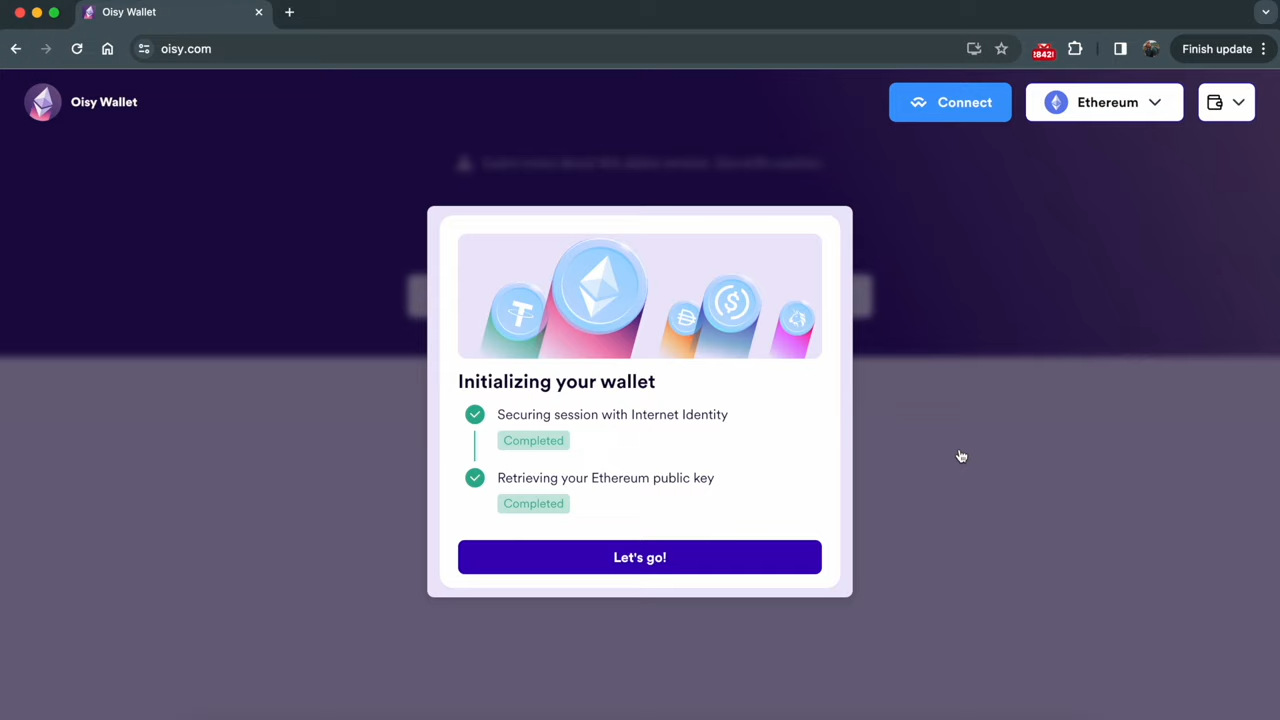 Oisy Wallet
oisy.com
28421
Finish update
Oisy Wallet
Connect
Ethereum
Initializing your wallet
Securing session with Internet Identity
Completed
Retrieving your Ethereum public key
Completed
Let's go!